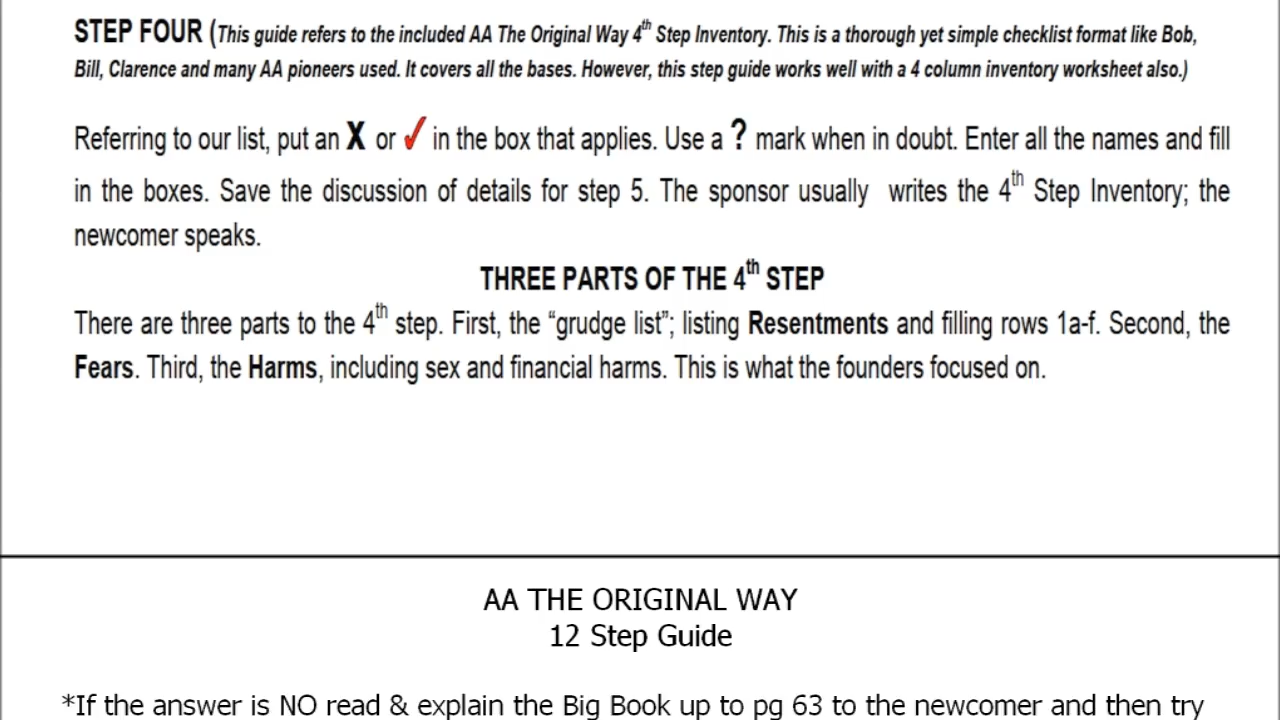 STEP FOUR (This guide refers to the included AA The Original Way 4th Step Inventory. This is a thorough yet simple checklist format like Bob,
Bill, Clarence and many AA pioneers used. It covers all the bases. However, this step guide works well with a 4 column inventory worksheet also.)
Referring to our list, put an X or ✓ in the box that applies. Use a ? mark when in doubt. Enter all the names and fill
in the boxes. Save the discussion of details for step 5. The sponsor usually writes the 4th Step Inventory; the
newcomer speaks.
THREE PARTS OF THE 4th STEP
There are three parts to the 4th step. First, the “grudge list”; listing Resentments and filling rows 1a-f. Second, the
Fears. Third, the Harms, including sex and financial harms. This is what the founders focused on.
AA THE ORIGINAL WAY
12 Step Guide
*If the answer is NO read & explain the Big Book up to pg 63 to the newcomer and then try